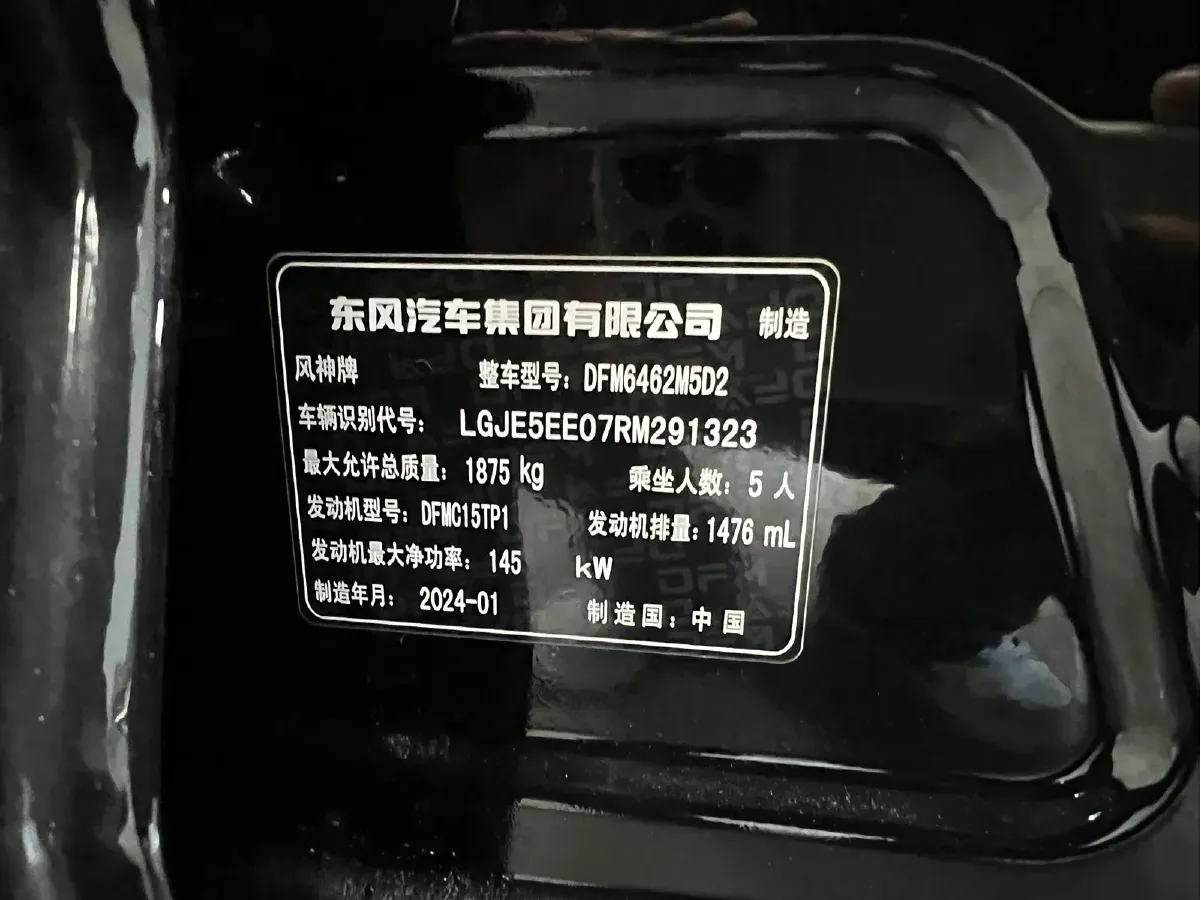 东风汽车集团有限公司 制造
风神牌 整车型号：DFM6462M5D2
车辆识别代号： LGJE5EE07RM291323
最大允许总质量：1875 kg 乘坐人数：5 人
发动机型号：DFMC15TP1 发动机排量：1476 mL
发动机最大净功率：145 kW
制造年月： 2024-01 制造国：中国